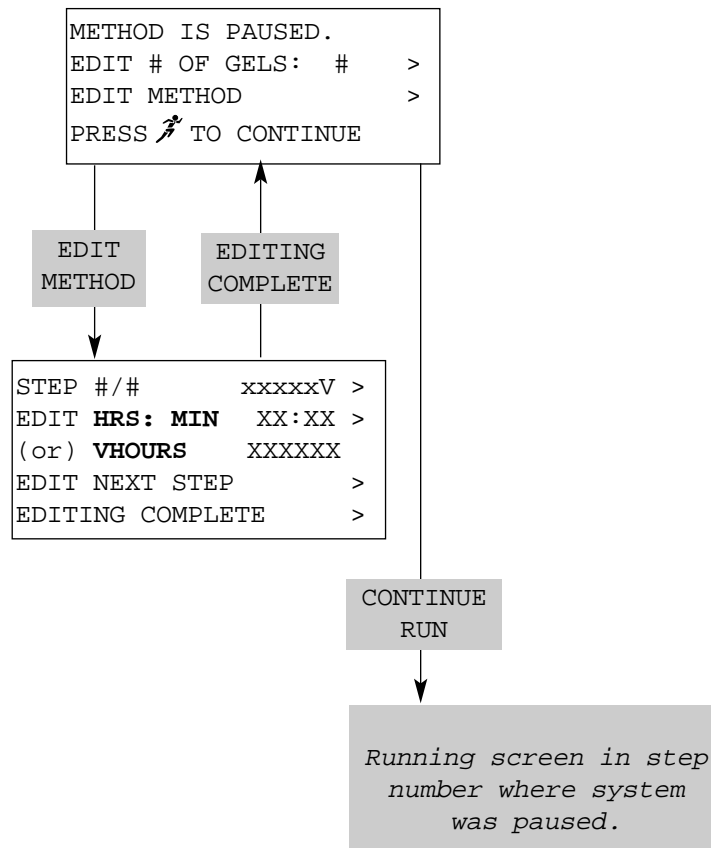 METHOD IS PAUSED.
EDIT # OF GELS: # >
EDIT METHOD >
PRESS TO CONTINUE
EDIT
METHOD
EDITING
COMPLETE
STEP #/# xxxxxV >
EDIT HRS: MIN XX:XX >
(or) VHOURS XXXXXX
EDIT NEXT STEP >
EDITING COMPLETE >
CONTINUE
RUN
Running screen in step
number where system
was paused.